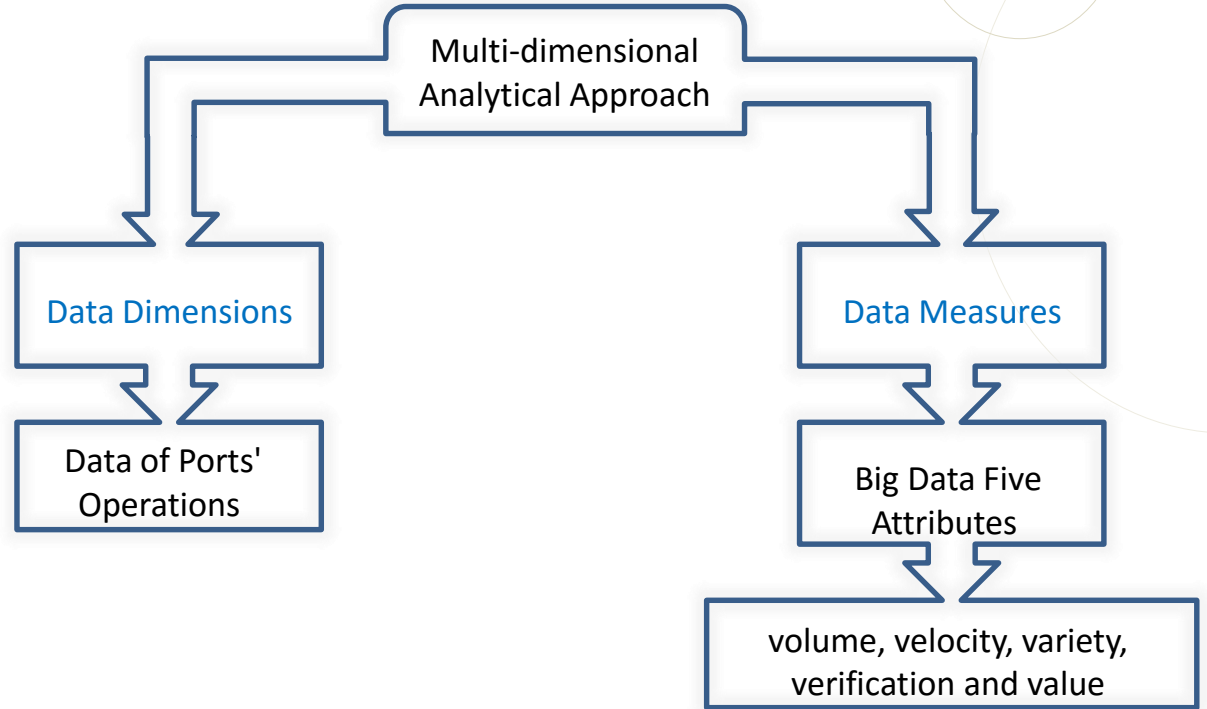 Multi-dimensional
Analytical Approach
Data Dimensions
Data Measures
Data of Ports'
Operations
Big Data Five
Attributes
volume, velocity, variety,
verification and value